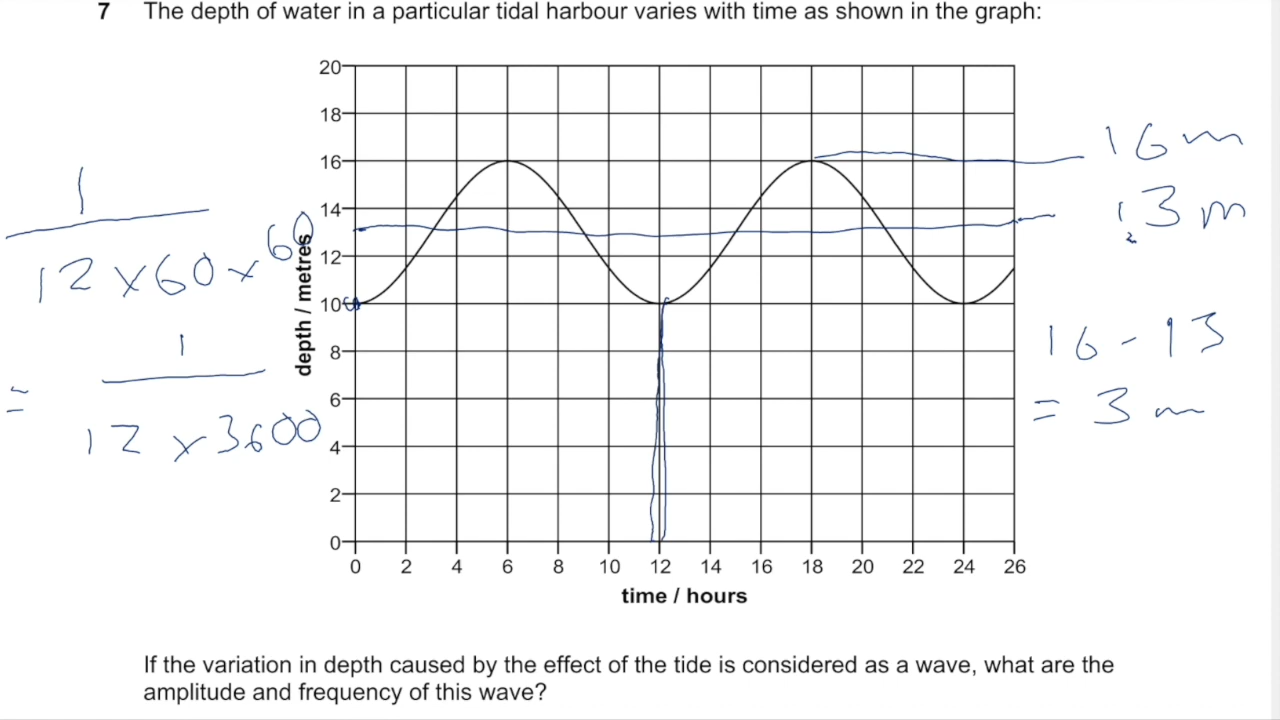 7 The depth of water in a particular tidal harbour varies with time as shown in the graph:
20
18
16
14
12
10
8
6
4
2
0
depth / metres
0 2 4 6 8 10 12 14 16 18 20 22 24 26
time / hours
1
12 x 60 x 60
1
=
12 x 3600
16 m
13 m
16 - 13
= 3 m
If the variation in depth caused by the effect of the tide is considered as a wave, what are the
amplitude and frequency of this wave?